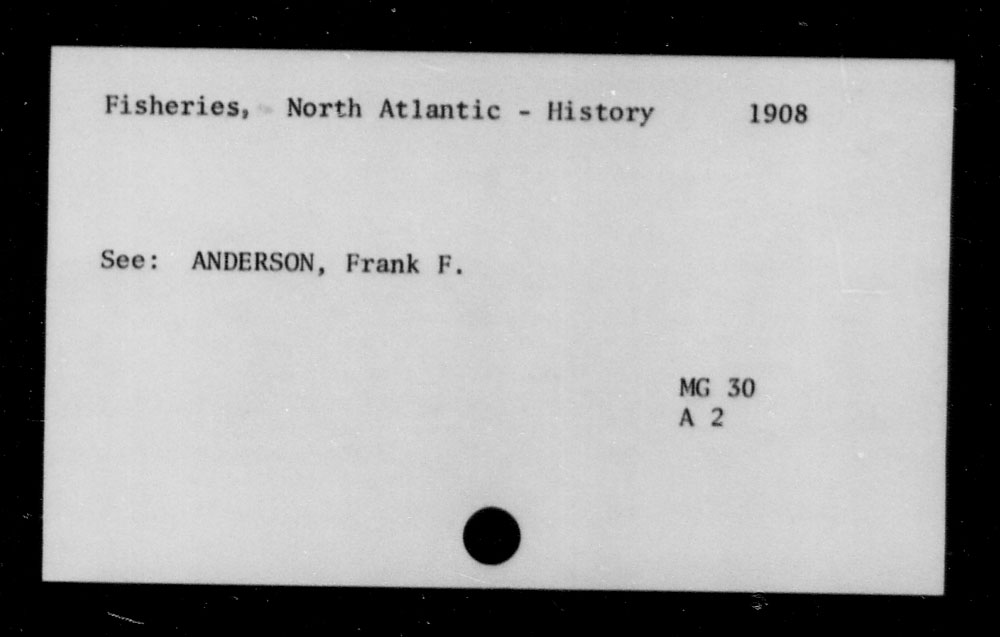 Fisheries, North Atlantic - History 1908
See: ANDERSON, Frank F.
MG 30
A 2